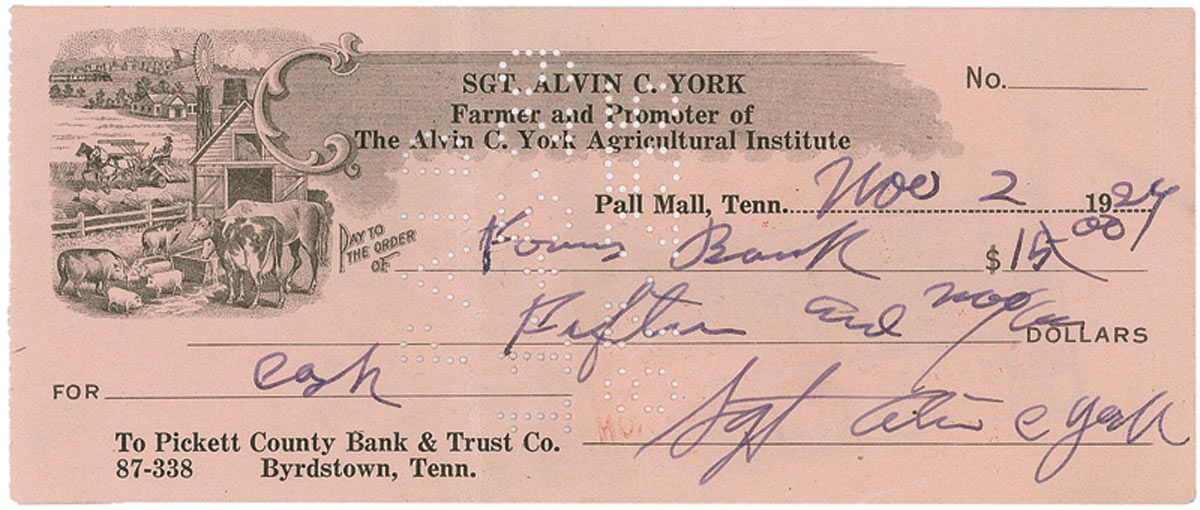 SGT. ALVIN C. YORK
Farmer and Promoter of
The Alvin C. York Agricultural Institute
No.
Pall Mall, Tenn. Nov 2 1929
PAY TO THE ORDER OF Bank $ 15 00
Fifteen and no/100 DOLLARS
FOR cash
Sgt Alvin C York
To Pickett County Bank & Trust Co.
87-338 Byrdstown, Tenn.